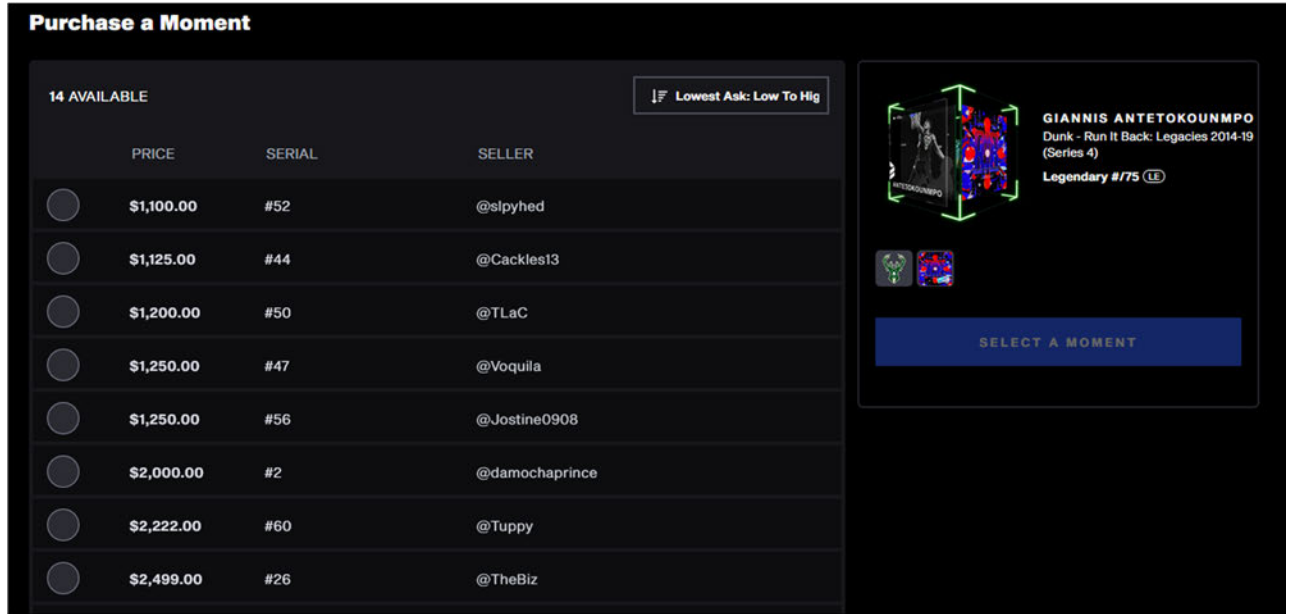 Purchase a Moment
14 AVAILABLE
Lowest Ask: Low To Hig
PRICE SERIAL SELLER
$1,100.00 #52 @slpyhed
$1,125.00 #44 @Cackles13
$1,200.00 #50 @TLaC
$1,250.00 #47 @Voquila
$1,250.00 #56 @Jostine0908
$2,000.00 #2 @damochaprince
$2,222.00 #60 @Tuppy
$2,499.00 #26 @TheBiz
ANTETOKOUNMPO
GIANNIS ANTETOKOUNMPO
Dunk - Run It Back: Legacies 2014-19
(Series 4)
Legendary #/75 LE
SELECT A MOMENT